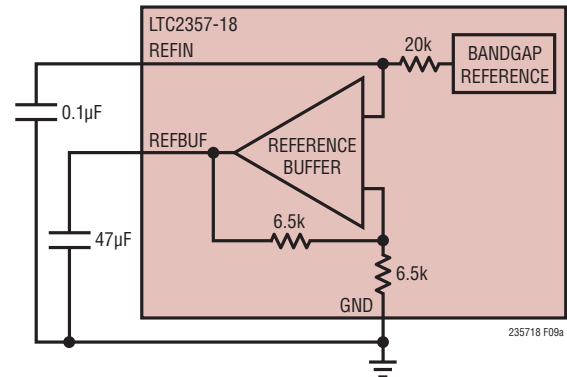 LTC2357-18
REFIN
20k
BANDGAP
REFERENCE
0.1µF
REFBUF
REFERENCE
BUFFER
6.5k
47µF
6.5k
GND
235718 F09a